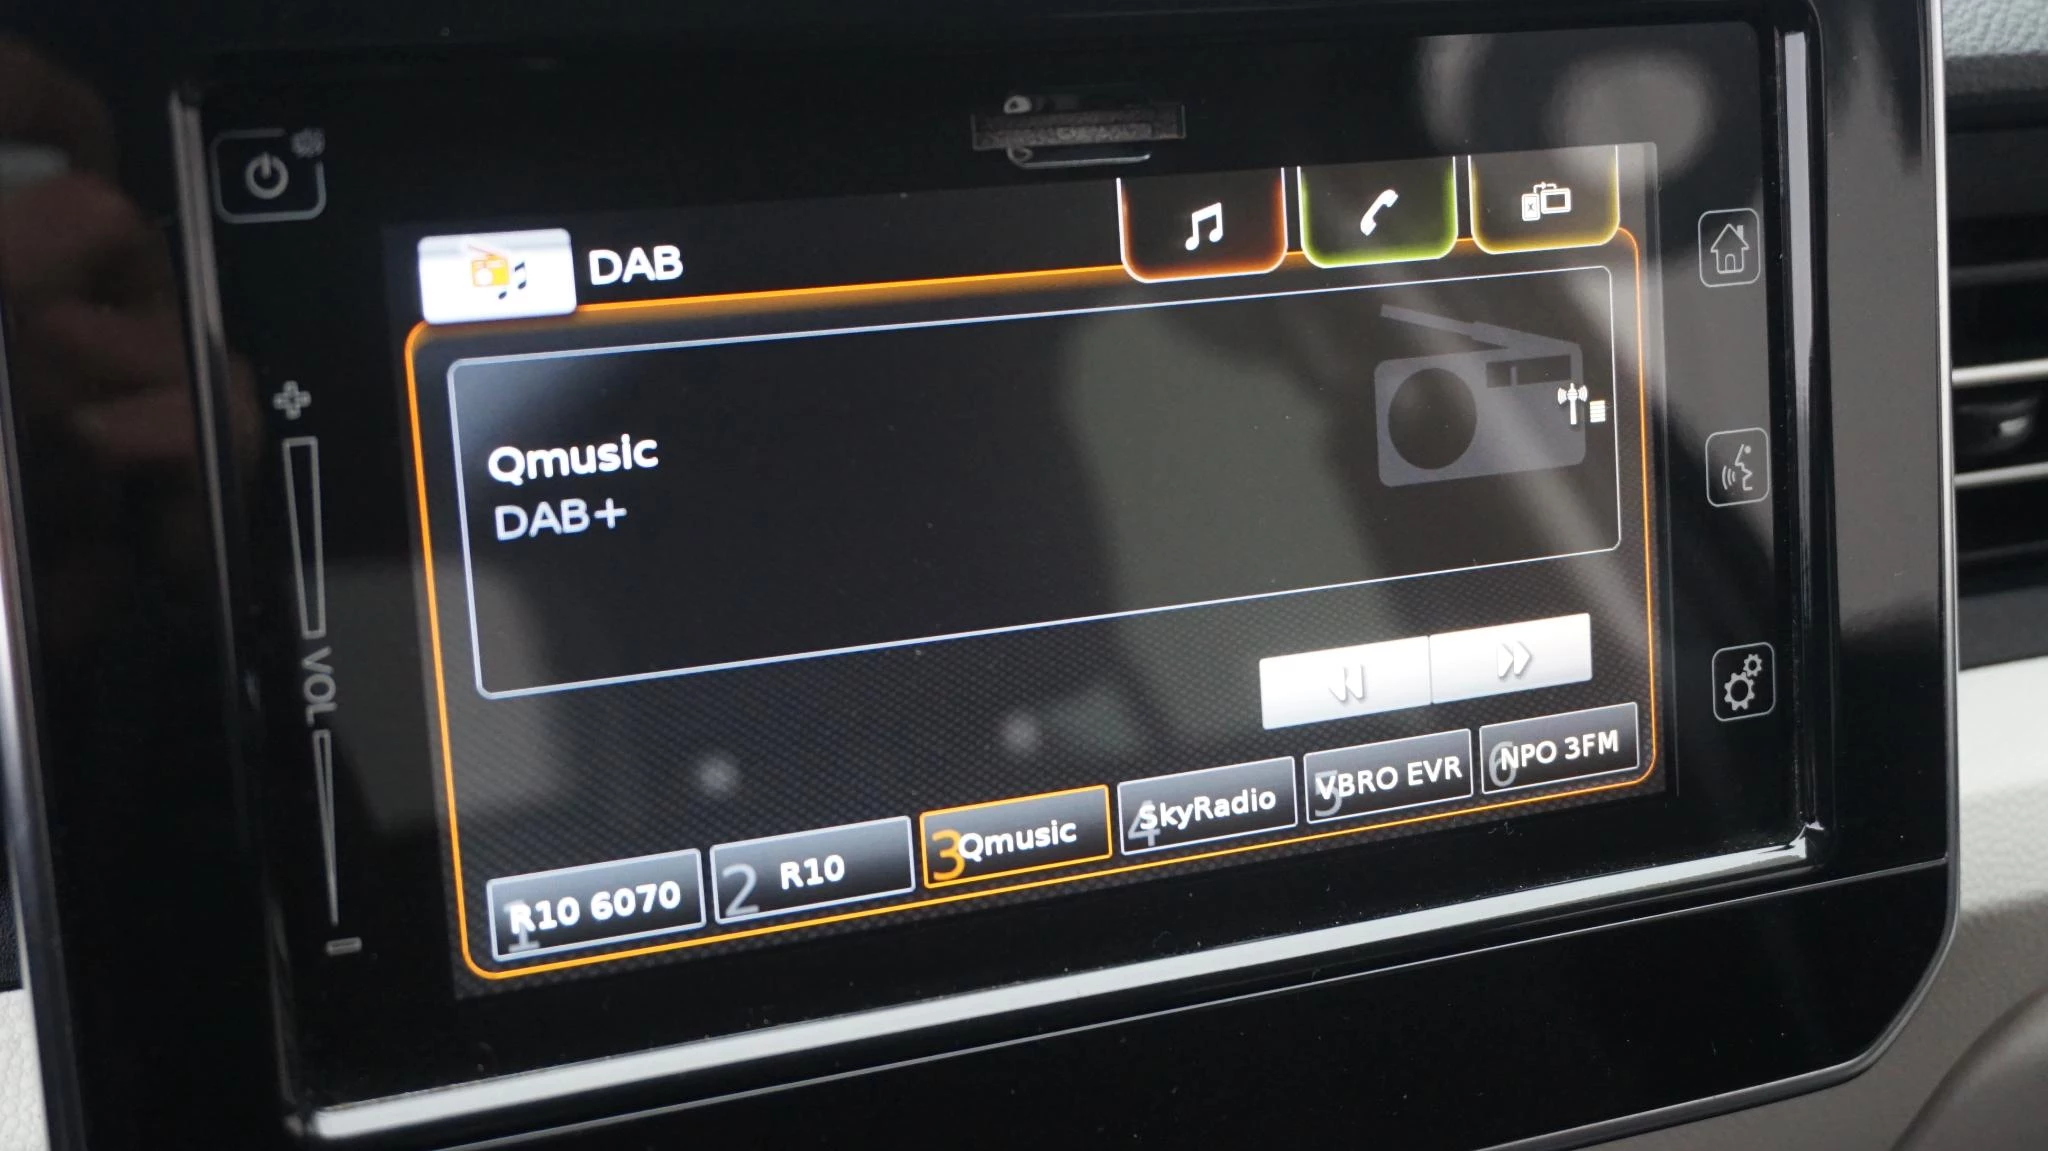 DAB
Qmusic
DAB+
VOL
1 R10 6070
2 R10
3 Qmusic
4 SkyRadio
5 VBRO EVR
6 NPO 3FM